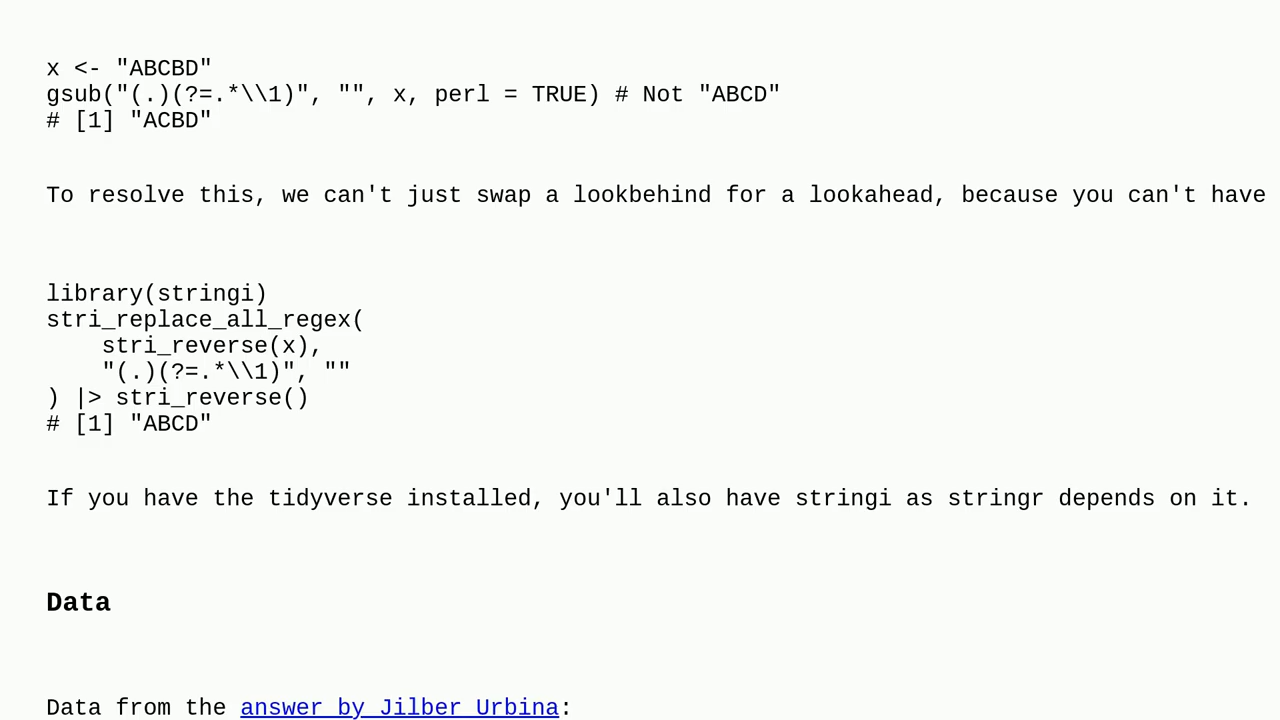 x <- "ABCBD"
gsub("(.)(?=.*\\1)", "", x, perl = TRUE) # Not "ABCD"
# [1] "ACBD"
To resolve this, we can't just swap a lookbehind for a lookahead, because you can't have
library(stringi)
stri_replace_all_regex(
    stri_reverse(x),
    "(.)(?=.*\\1)", ""
) |> stri_reverse()
# [1] "ABCD"
If you have the tidyverse installed, you'll also have stringi as stringr depends on it.
Data
Data from the answer by Jilber Urbina: